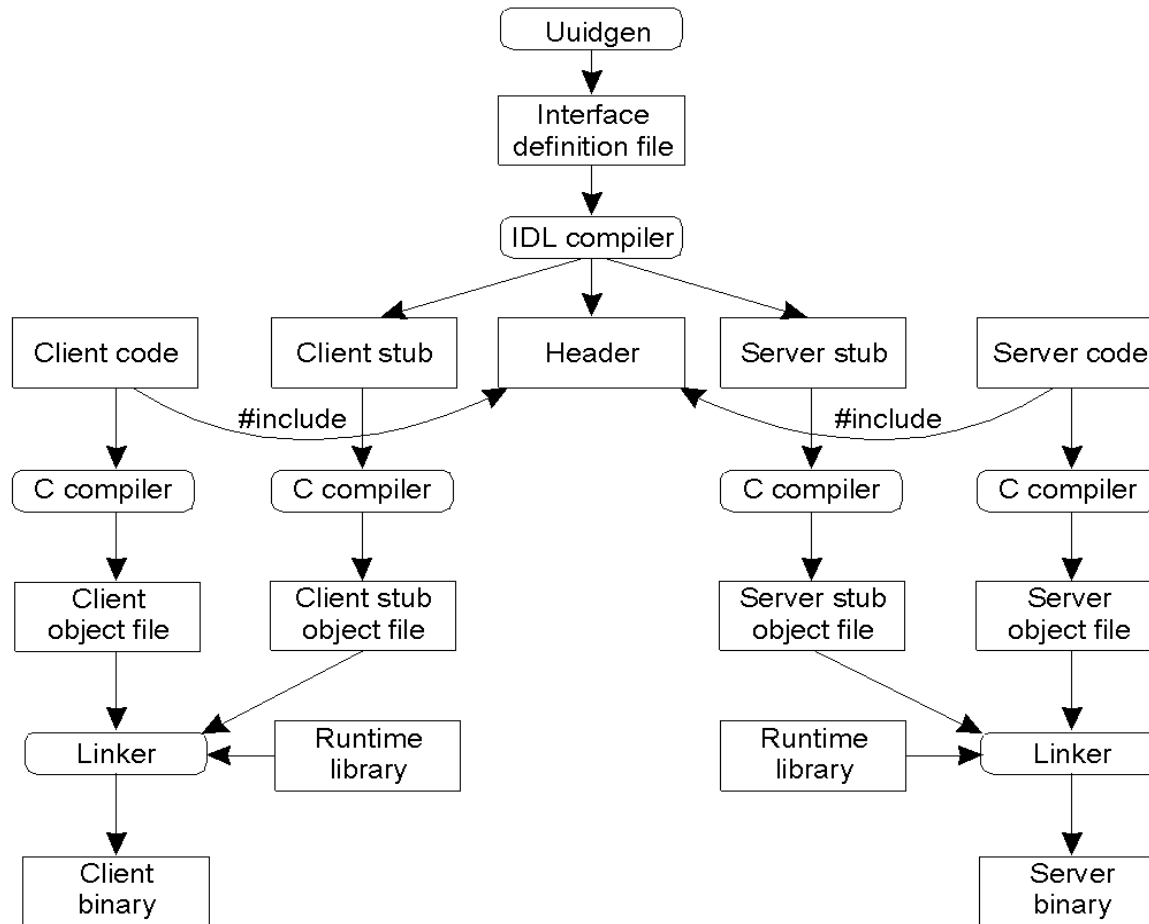 Uuidgen
Interface
definition file
IDL compiler
Client code
Client stub
Header
Server stub
Server code
#include
#include
C compiler
C compiler
C compiler
C compiler
Client
object file
Client stub
object file
Server stub
object file
Server
object file
Linker
Runtime
library
Runtime
library
Linker
Client
binary
Server
binary